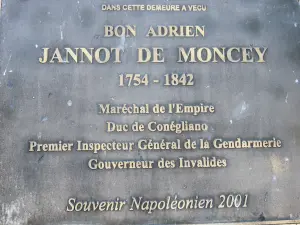 DANS CETTE DEMEURE A VECU
BON ADRIEN
JANNOT DE MONCEY
1754 - 1842
Maréchal de l'Empire
Duc de Conégliano
Premier Inspecteur Général de la Gendarmerie
Gouverneur des Invalides
Souvenir Napoléonien 2001